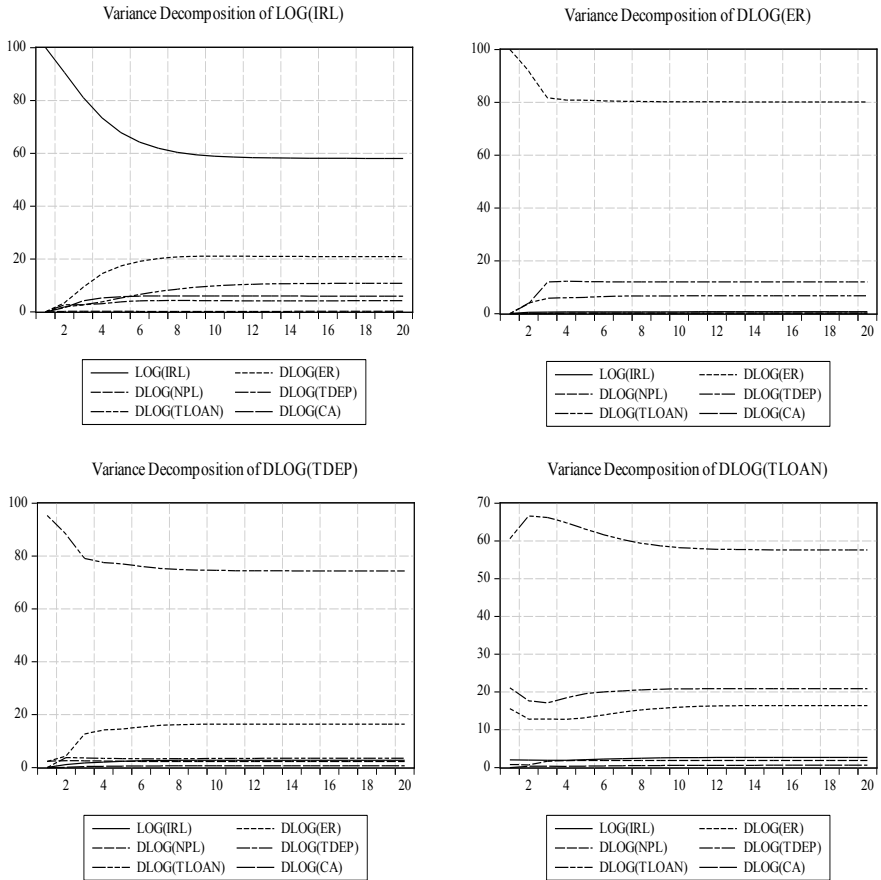 Variance Decomposition of LOG(IRL)
100
80
60
40
20
0
2 4 6 8 10 12 14 16 18 20
LOG(IRL) DLOG(ER)
DLOG(NPL) DLOG(TDEP)
DLOG(TLOAN) DLOG(CA)
Variance Decomposition of DLOG(ER)
100
80
60
40
20
0
2 4 6 8 10 12 14 16 18 20
LOG(IRL) DLOG(ER)
DLOG(NPL) DLOG(TDEP)
DLOG(TLOAN) DLOG(CA)
Variance Decomposition of DLOG(TDEP)
100
80
60
40
20
0
2 4 6 8 10 12 14 16 18 20
LOG(IRL) DLOG(ER)
DLOG(NPL) DLOG(TDEP)
DLOG(TLOAN) DLOG(CA)
Variance Decomposition of DLOG(TLOAN)
70
60
50
40
30
20
10
0
2 4 6 8 10 12 14 16 18 20
LOG(IRL) DLOG(ER)
DLOG(NPL) DLOG(TDEP)
DLOG(TLOAN) DLOG(CA)